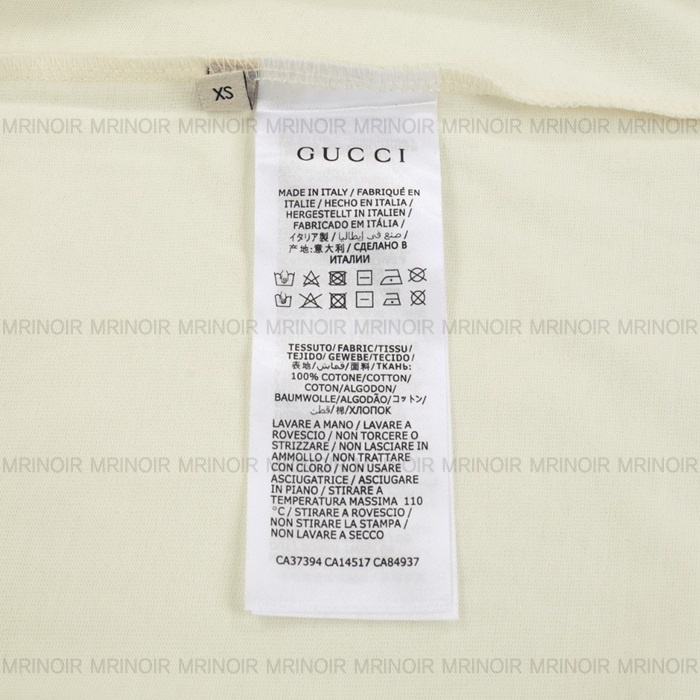 XS
MRINOIR MRINOIR MRINOIR MRINOIR MRINOIR MRINOIR
GUCCI
MADE IN ITALY / FABRIQUÉ EN
ITALIE / HECHO EN ITALIA /
HERGESTELLT IN ITALIEN /
FABRICADO EM ITÁLIA /
イタリア製 / صنع في إيطاليا /
产地:意大利 / СДЕЛАНО В
ИТАЛИИ
MRINOIR MRINOIR MRINOIR MRINOIR MRINOIR MRINOIR
TESSUTO/ FABRIC/TISSU/
TEJIDO/ GEWEBE/TECIDO/
表地/قماش/面料/ТКАНЬ:
100% COTONE/COTTON/
COTON/ALGODON/
BAUMWOLLE/ALGODÃO/コットン/
قطن/棉/ХЛОПОК
LAVARE A MANO / LAVARE A
ROVESCIO / NON TORCERE O
STRIZZARE / NON LASCIARE IN
AMMOLLO / NON TRATTARE
CON CLORO / NON USARE
MRINOIR MRINOIR MRINOIR MRINOIR MRINOIR MRINOIR
ASCIUGATRICE / ASCIUGARE
IN PIANO / STIRARE A
TEMPERATURA MASSIMA 110
°C / STIRARE A ROVESCIO /
NON STIRARE LA STAMPA /
NON LAVARE A SECCO
CA37394 CA14517 CA84937
MRINOIR MRINOIR MRINOIR MRINOIR MRINOIR MRINOIR